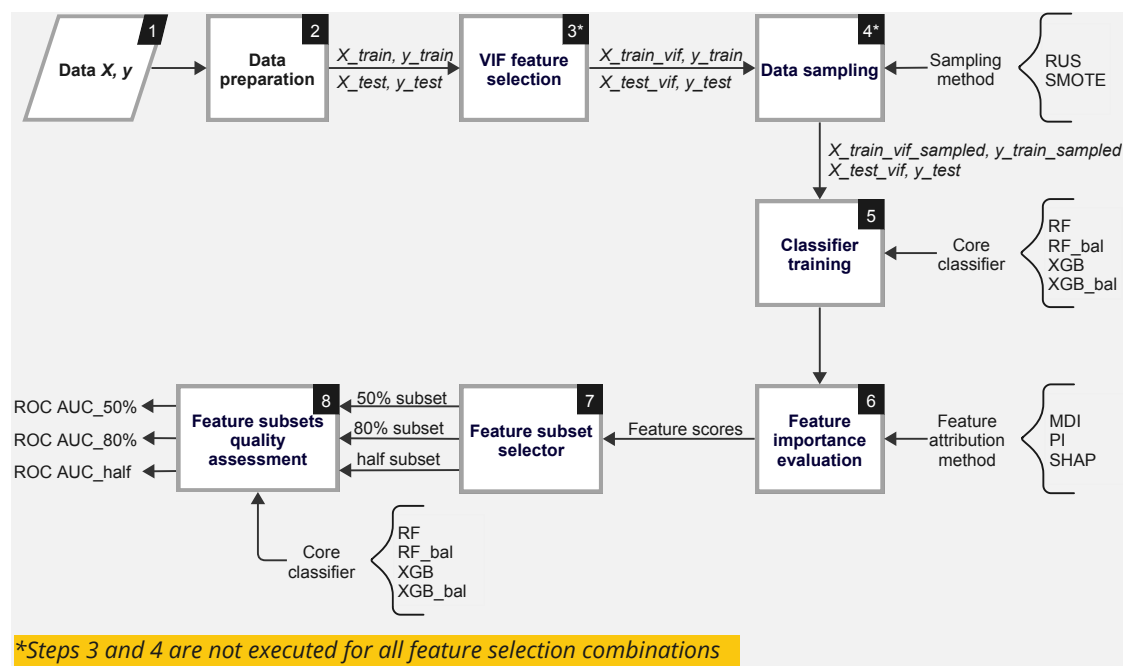 1
Data X, y
2
Data
preparation
X_train, y_train
X_test, y_test
3*
VIF feature
selection
X_train_vif, y_train
X_test_vif, y_test
4*
Data sampling
Sampling
method
RUS
SMOTE
X_train_vif_sampled, y_train_sampled
X_test_vif, y_test
5
Classifier
training
Core
classifier
RF
RF_bal
XGB
XGB_bal
6
Feature
importance
evaluation
Feature
attribution
method
MDI
PI
SHAP
Feature scores
7
Feature subset
selector
50% subset
80% subset
half subset
8
Feature subsets
quality
assessment
ROC AUC_50%
ROC AUC_80%
ROC AUC_half
Core
classifier
RF
RF_bal
XGB
XGB_bal
*Steps 3 and 4 are not executed for all feature selection combinations